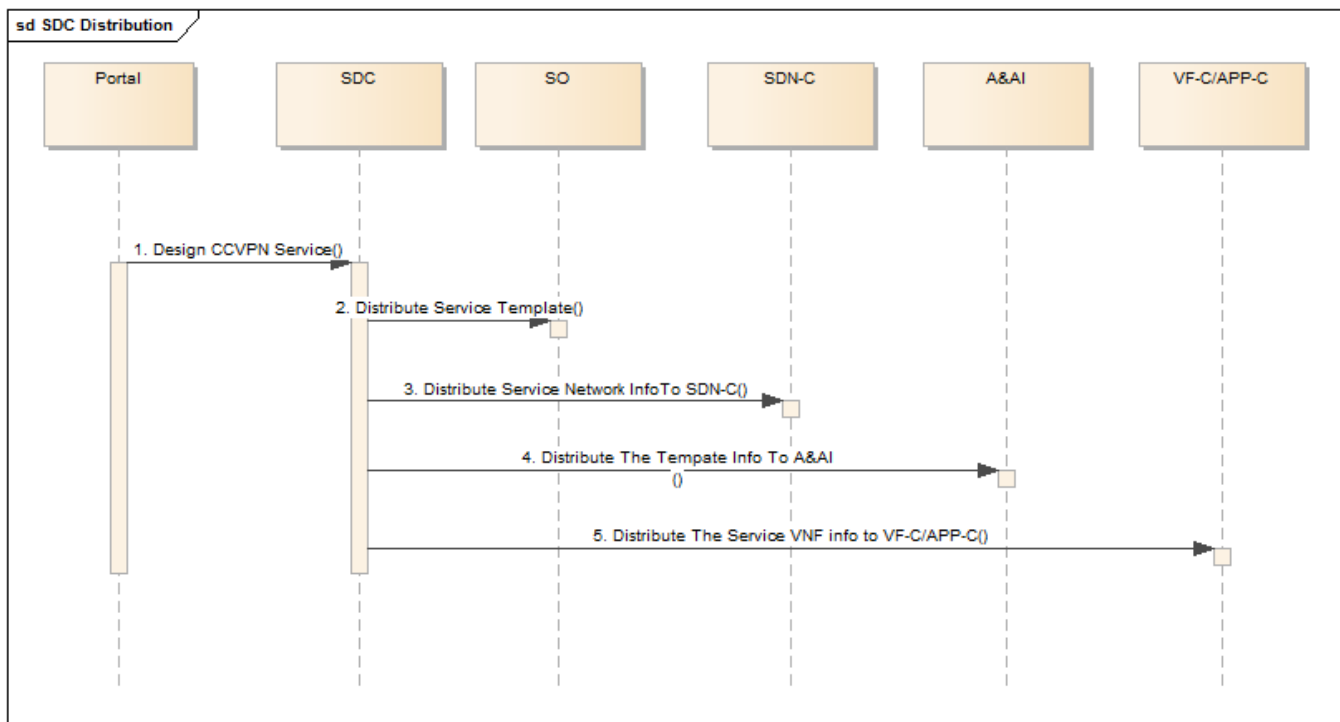 sd SDC Distribution
Portal
SDC
SO
SDN-C
A&AI
VF-C/APP-C
1. Design CCVPN Service()
2. Distribute Service Template()
3. Distribute Service Network InfoTo SDN-C()
4. Distribute The Tempate Info To A&AI
()
5. Distribute The Service VNF info to VF-C/APP-C()